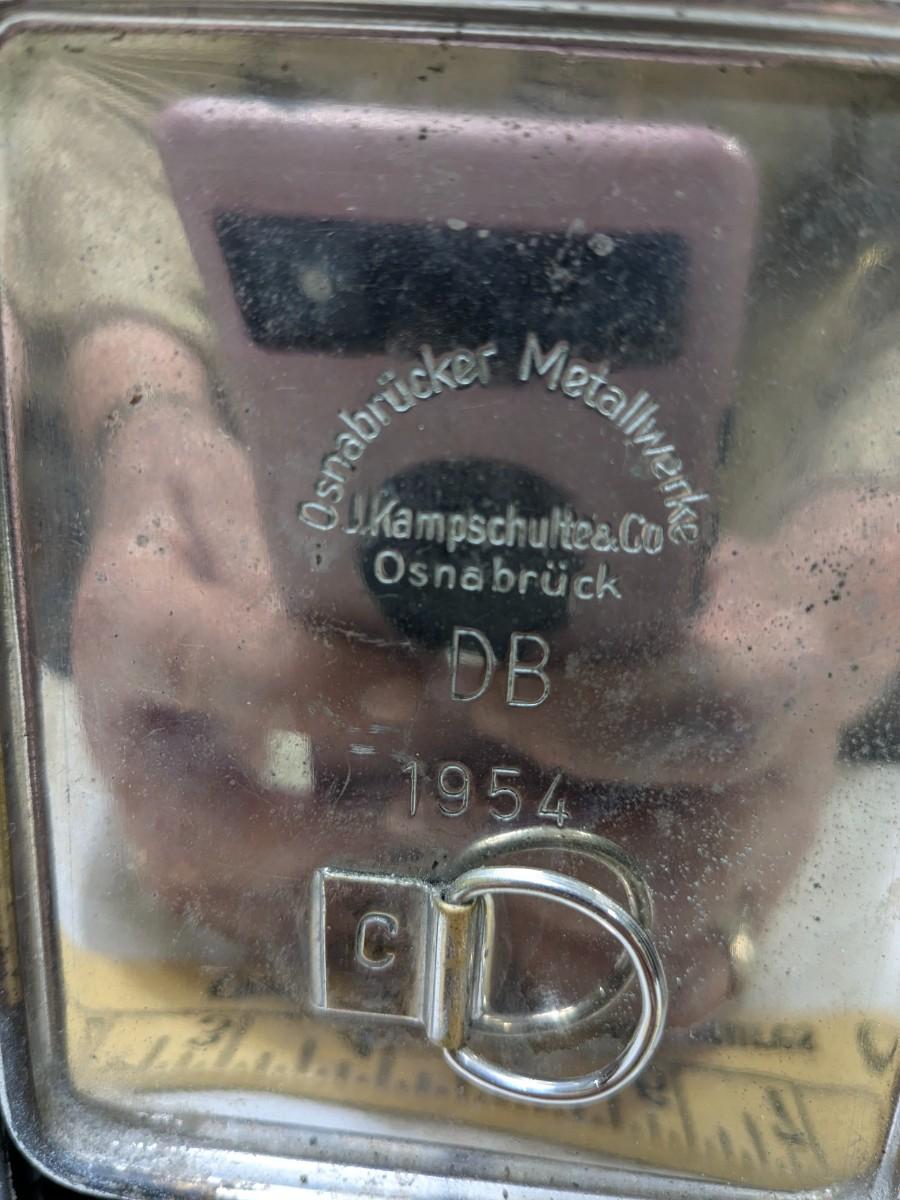 Osnabrücker Metallwerke
J.Kampschulte&Co
Osnabrück
DB
1954
C